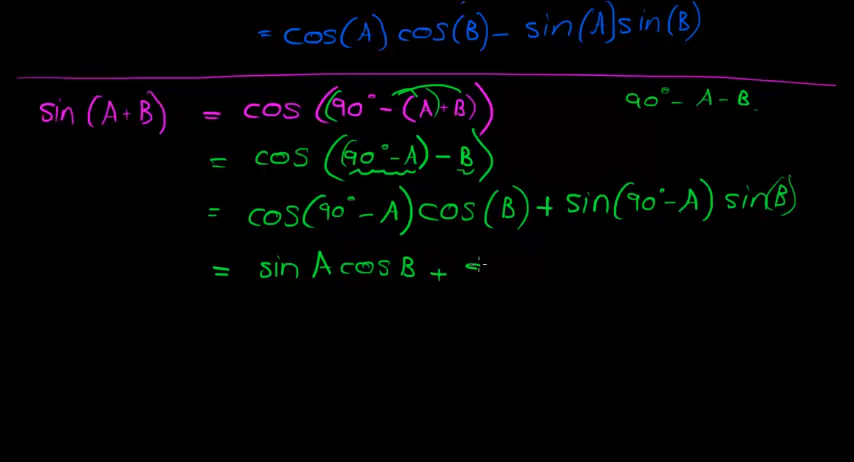 = cos(A) cos(B) - sin(A) sin(B)
sin (A+B) = cos (90° - (A+B))
90° - A - B.
= cos ((90° - A) - B)
= cos(90° - A) cos(B) + sin(90° - A) sin(B)
= sin A cos B +